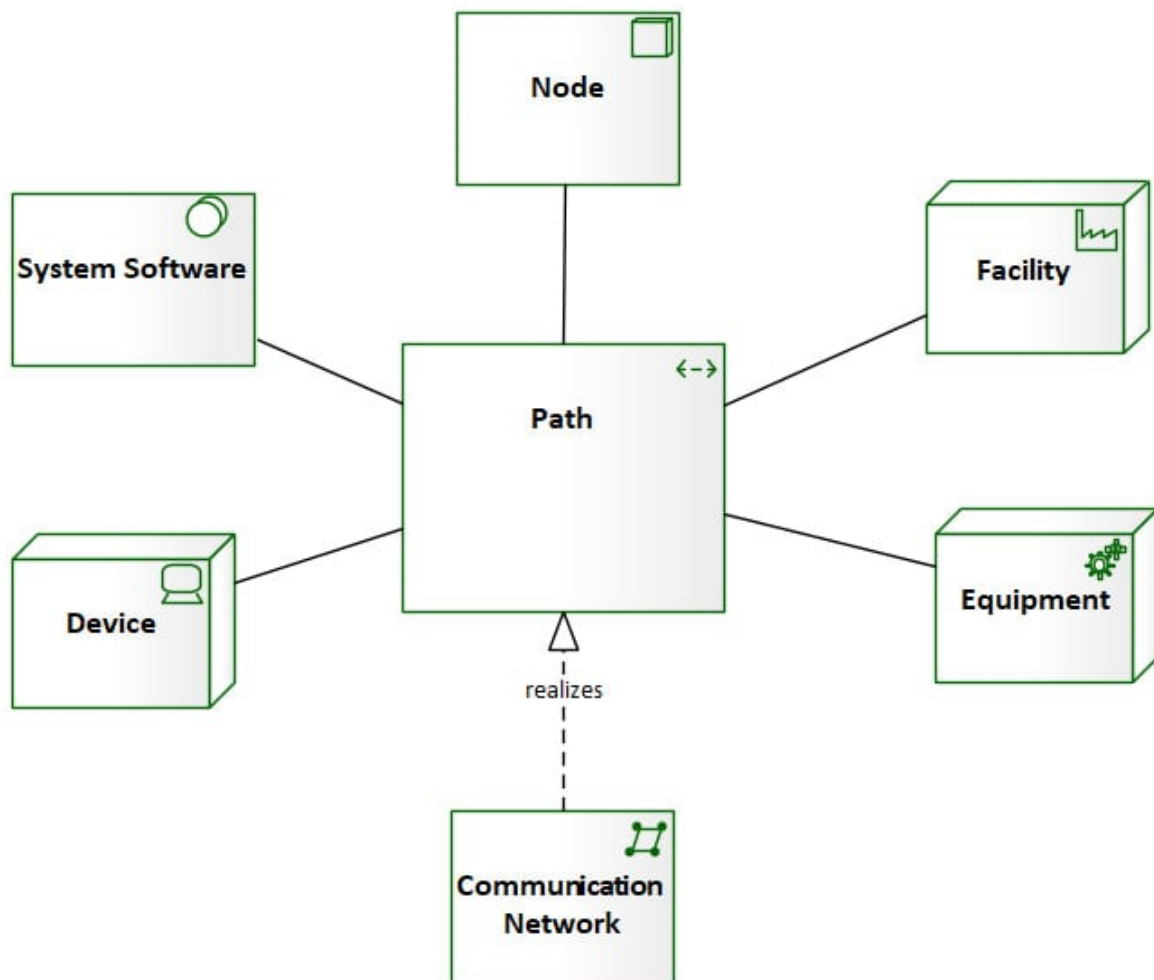 Node
System Software
Facility
Path
Device
Equipment
realizes
Communication
Network